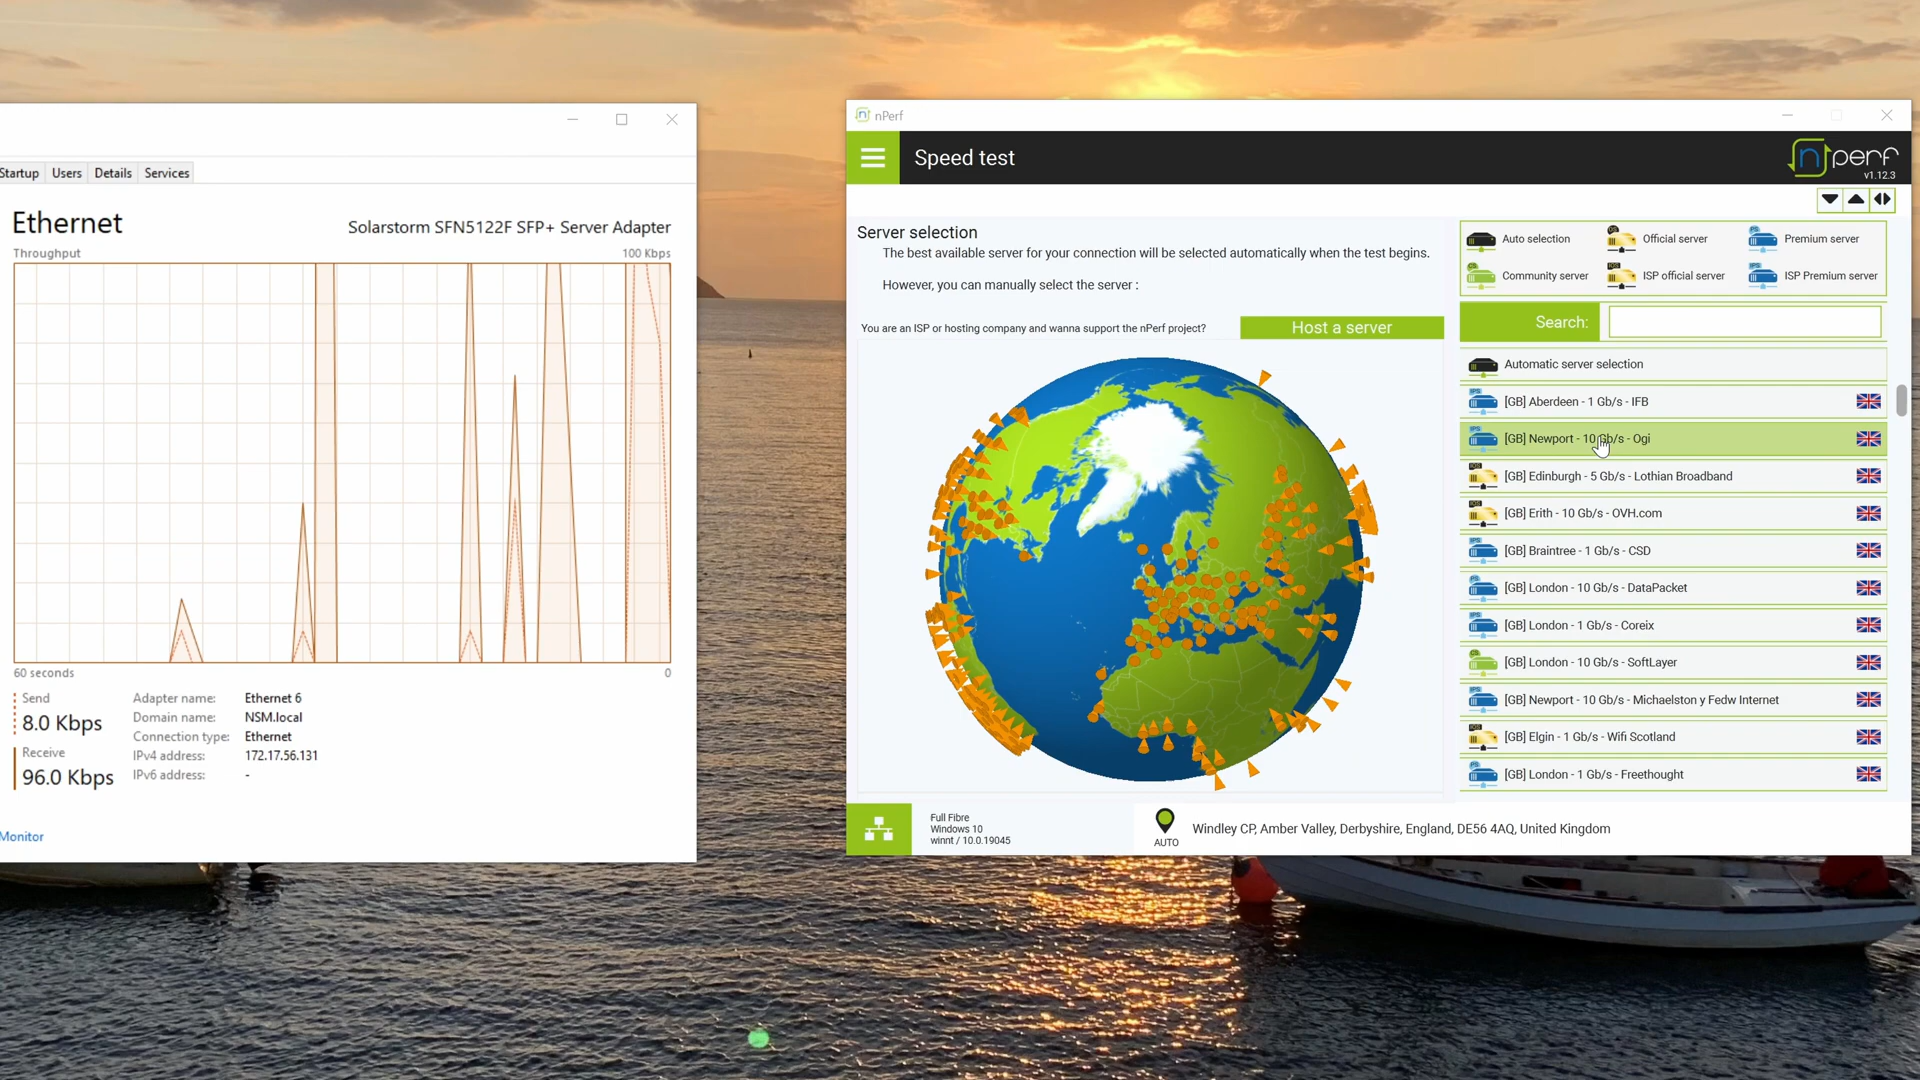 Startup Users Details Services
Ethernet
Solarstorm SFN5122F SFP+ Server Adapter
Throughput
100 Kbps
60 seconds
0
Send
8.0 Kbps
Receive
96.0 Kbps
Adapter name: Ethernet 6
Domain name: NSM.local
Connection type: Ethernet
IPv4 address: 172.17.56.131
IPv6 address: -
Monitor
nPerf
Speed test
nperf
v1.12.3
Server selection
The best available server for your connection will be selected automatically when the test begins.
However, you can manually select the server :
You are an ISP or hosting company and wanna support the nPerf project?
Host a server
Auto selection
Official server
Premium server
Community server
ISP official server
ISP Premium server
Search:
Automatic server selection
[GB] Aberdeen - 1 Gb/s - IFB
[GB] Newport - 10 Gb/s - Ogi
[GB] Edinburgh - 5 Gb/s - Lothian Broadband
[GB] Erith - 10 Gb/s - OVH.com
[GB] Braintree - 1 Gb/s - CSD
[GB] London - 10 Gb/s - DataPacket
[GB] London - 1 Gb/s - Coreix
[GB] London - 10 Gb/s - SoftLayer
[GB] Newport - 10 Gb/s - Michaelston y Fedw Internet
[GB] Elgin - 1 Gb/s - Wifi Scotland
[GB] London - 1 Gb/s - Freethought
Full Fibre
Windows 10
winnt / 10.0.19045
AUTO
Windley CP, Amber Valley, Derbyshire, England, DE56 4AQ, United Kingdom